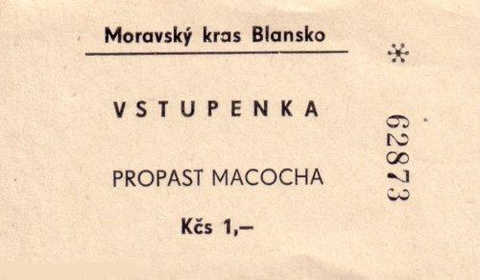 Moravský kras Blansko
VSTUPENKA
PROPAST MACOCHA
Kčs 1,—
* 62873